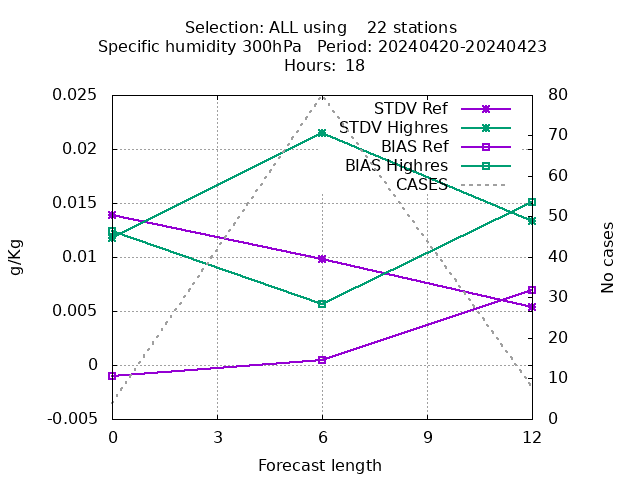 Selection: ALL using    22 stations
Specific humidity 300hPa   Period: 20240420-20240423
Hours: 18
0.025
0.02
0.015
0.01
0.005
0
-0.005
g/Kg
80
70
60
50
40
30
20
10
0
No cases
STDV Ref
STDV Highres
BIAS Ref
BIAS Highres
CASES
0
3
6
9
12
Forecast length